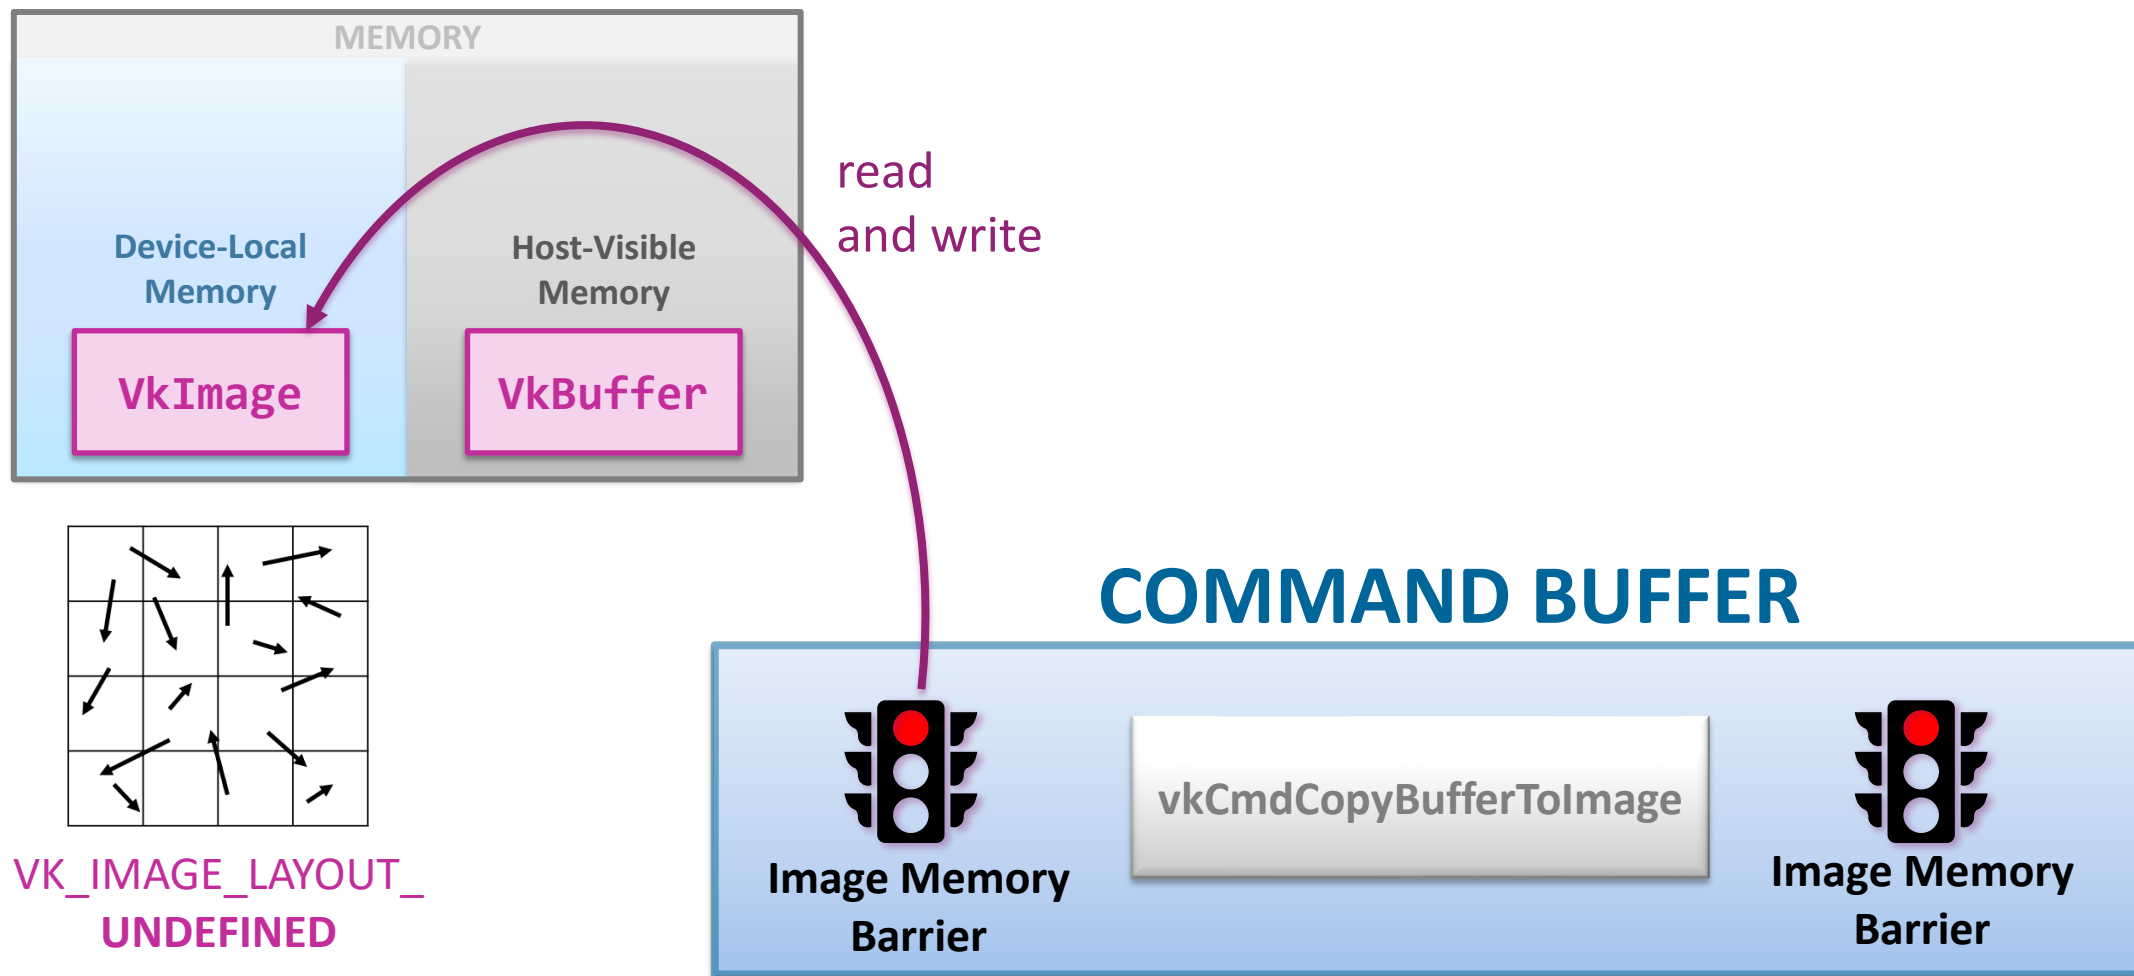 MEMORY
read
and write
Device-Local
Memory
Host-Visible
Memory
VkImage
VkBuffer
VK_IMAGE_LAYOUT_
UNDEFINED
COMMAND BUFFER
vkCmdCopyBufferToImage
Image Memory
Barrier
Image Memory
Barrier